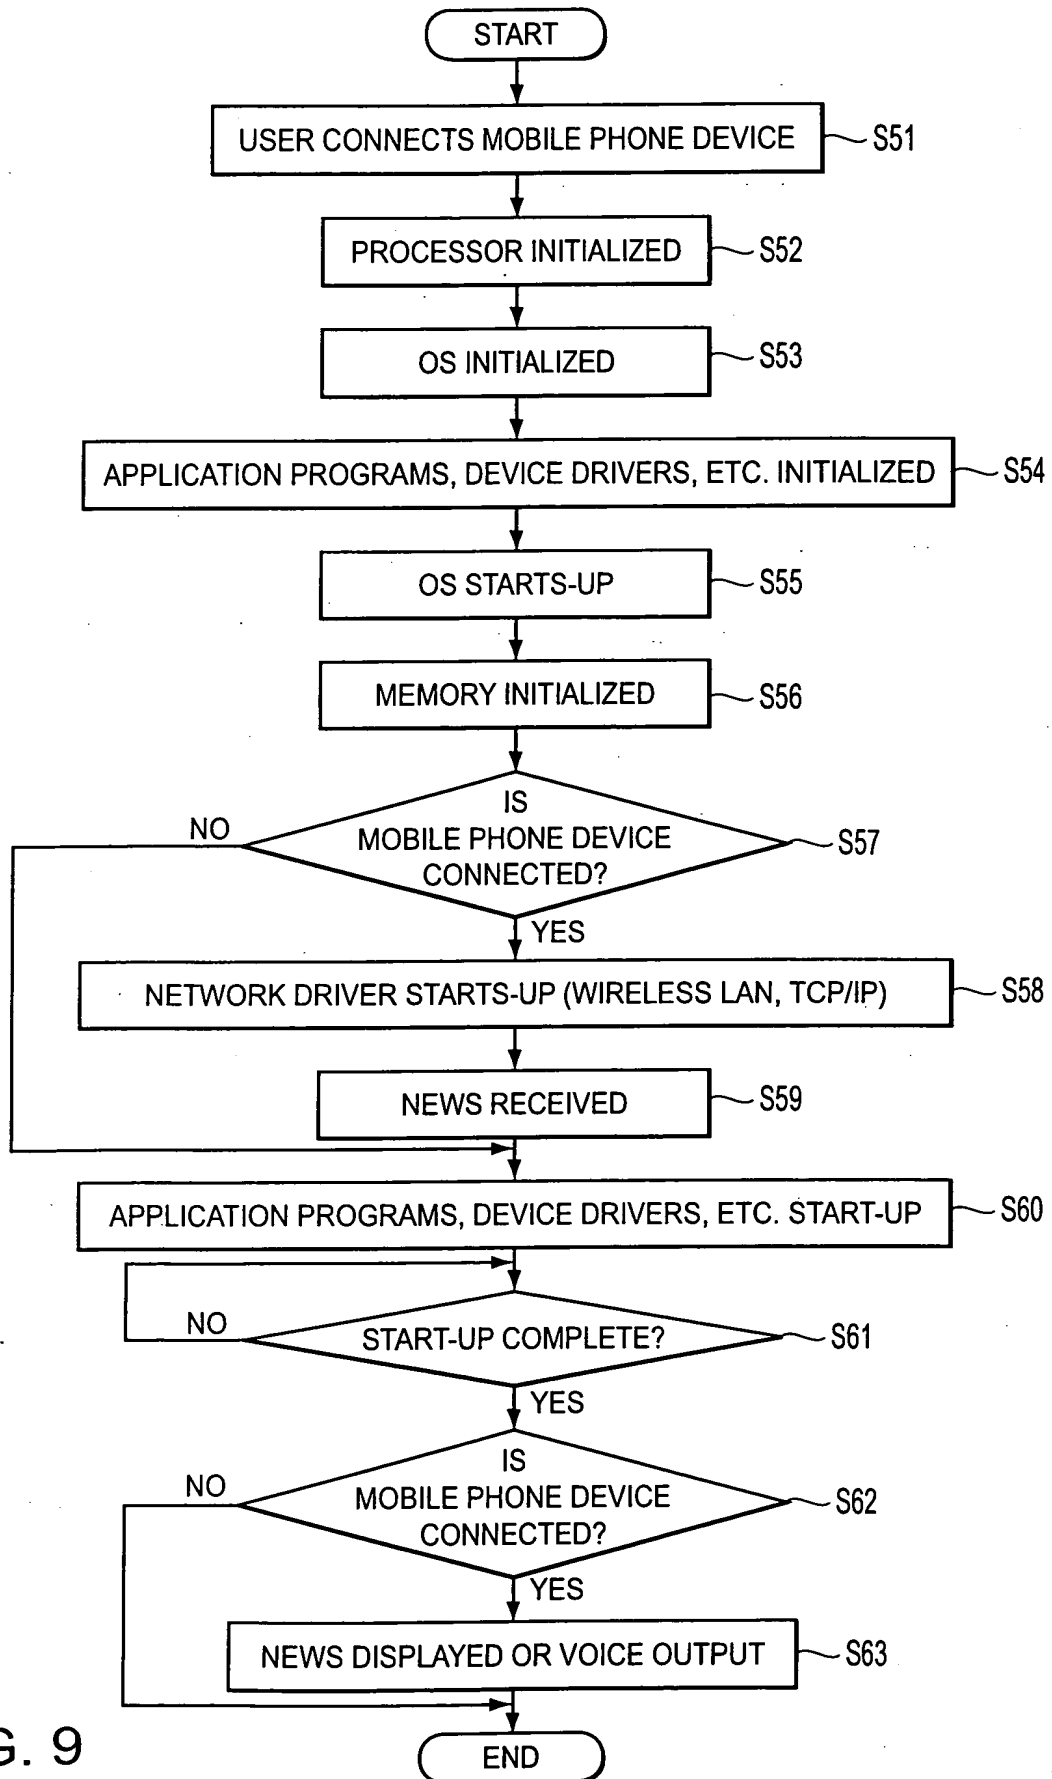 START
USER CONNECTS MOBILE PHONE DEVICE
S51
PROCESSOR INITIALIZED
S52
OS INITIALIZED
S53
APPLICATION PROGRAMS, DEVICE DRIVERS, ETC. INITIALIZED
S54
OS STARTS-UP
S55
MEMORY INITIALIZED
S56
IS
MOBILE PHONE DEVICE
CONNECTED?
S57
NO
YES
NETWORK DRIVER STARTS-UP (WIRELESS LAN, TCP/IP)
S58
NEWS RECEIVED
S59
APPLICATION PROGRAMS, DEVICE DRIVERS, ETC. START-UP
S60
START-UP COMPLETE?
S61
NO
YES
IS
MOBILE PHONE DEVICE
CONNECTED?
S62
NO
YES
NEWS DISPLAYED OR VOICE OUTPUT
S63
END
G. 9